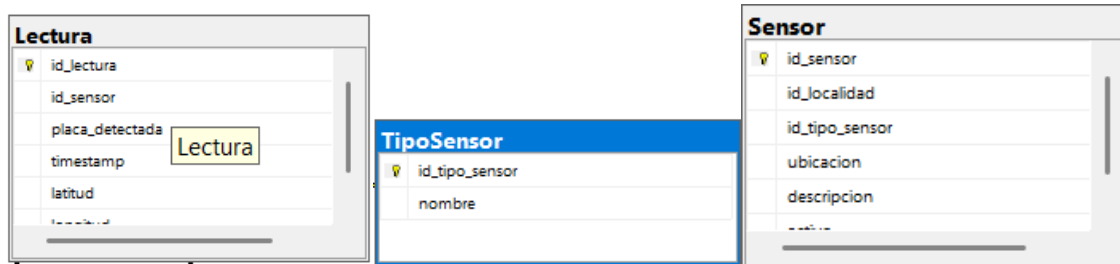 Lectura
id_lectura
id_sensor
placa_detectada
Lectura
timestamp
latitud
TipoSensor
id_tipo_sensor
nombre
Sensor
id_sensor
id_localidad
id_tipo_sensor
ubicacion
descripcion